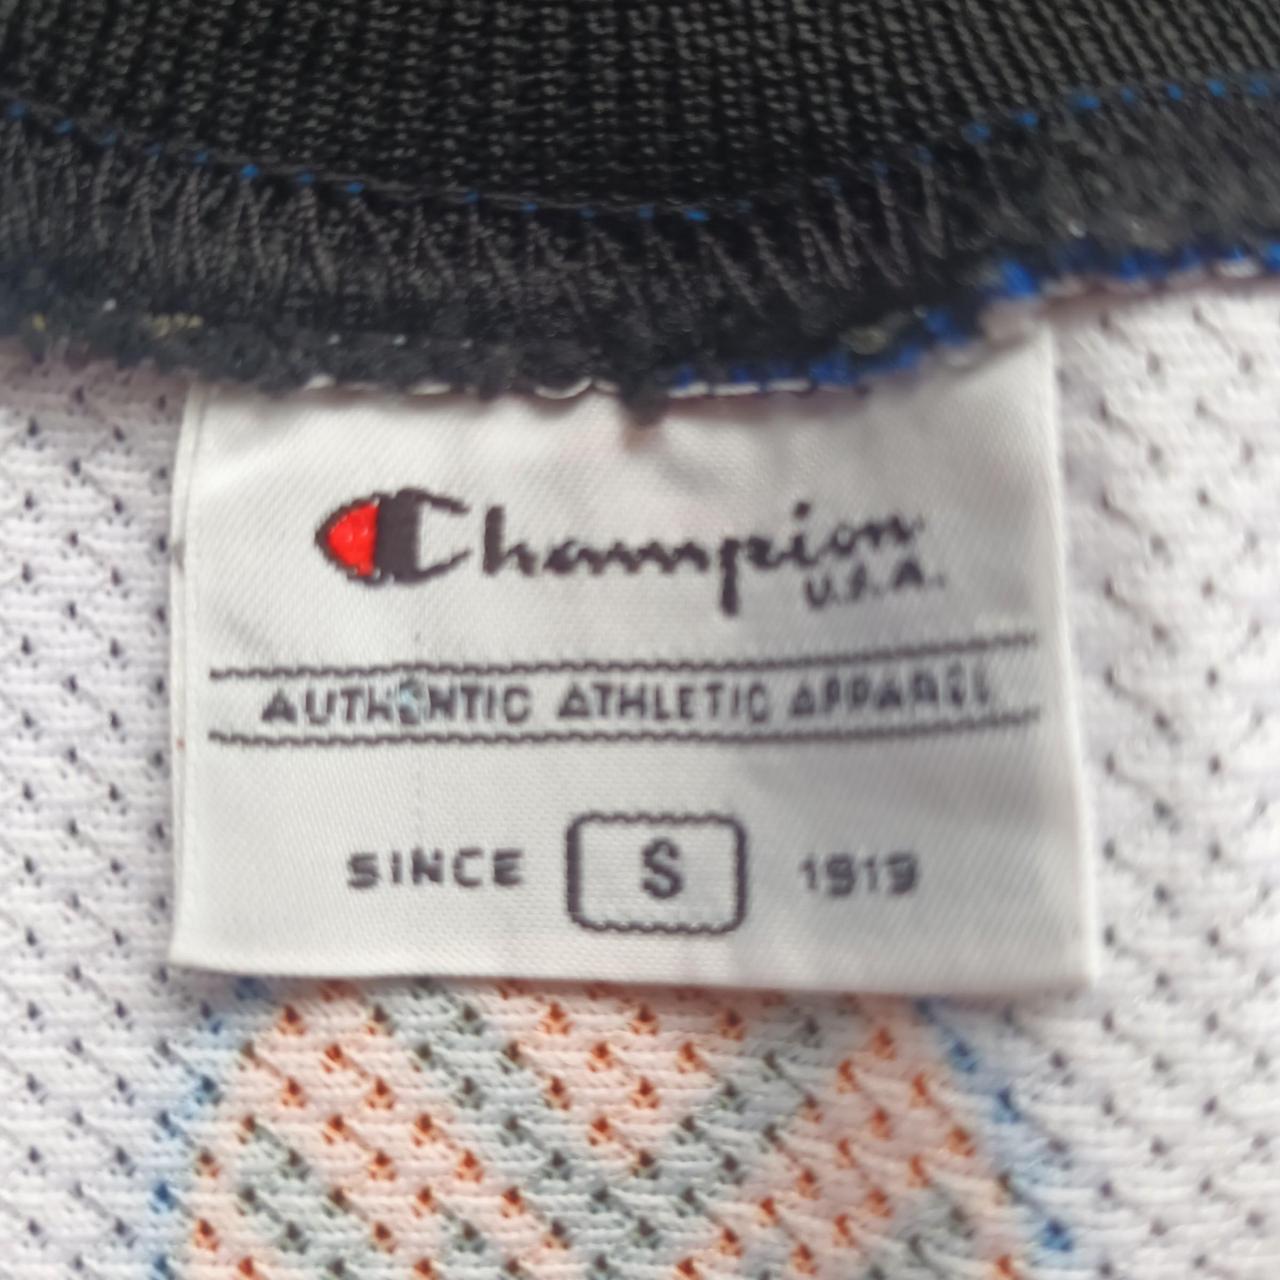 Champion
U.S.A.
AUTHENTIC ATHLETIC APPAREL
SINCE S 1919